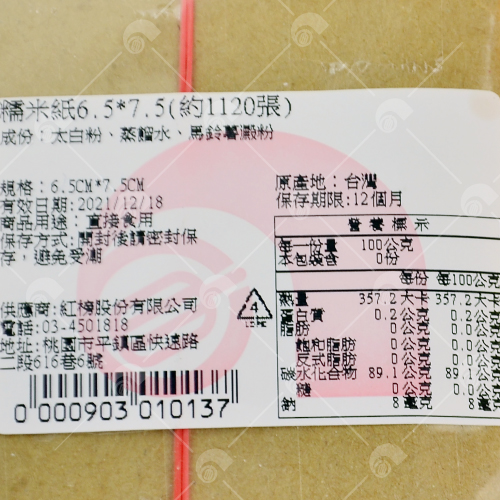 糯米紙6.5*7.5(約1120張)
成份：太白粉、蒸餾水、馬鈴薯澱粉
規格：6.5CM*7.5CM
有效日期:2021/12/18
商品用途：直接食用
保存方式:開封後請密封保
存，避免受潮
原產地：台灣
保存期限:12個月
營養標示
每一份量 100公克
本包裝含 0份
每份 每100公克
熱量 357.2大卡 357.2大卡
蛋白質 0.2公克 0.2公克
脂肪 0公克 0.0公克
飽和脂肪 0公克 0.0公克
反式脂肪 0公克 0.0公克
碳水化合物 89.1公克 89.1公
糖 0公克 0.0公
鈉 8毫克 8毫克
供應商:紅榜股份有限公司
電話:03-4501818
地址:桃園市平鎮區快速路
二段616巷6號
4
0 000903 010137